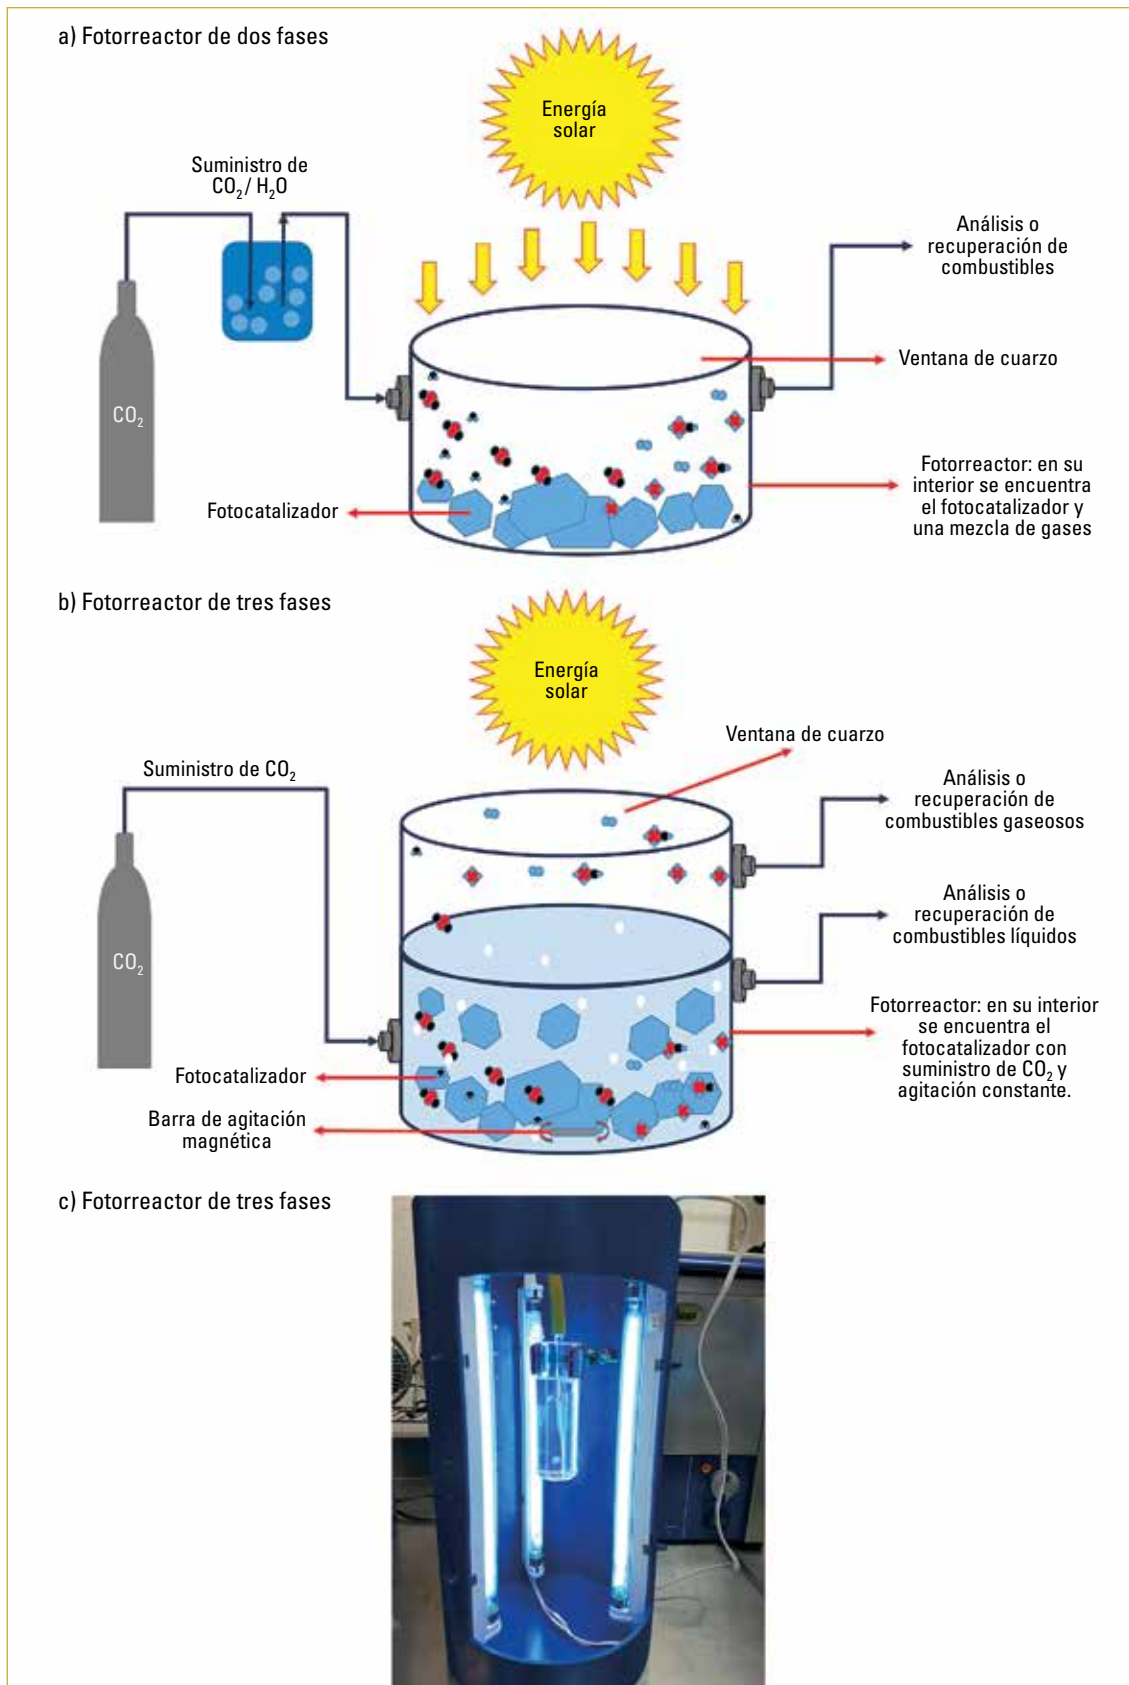 a) Fotorreactor de dos fases
Energía
solar
Suministro de
CO₂/ H₂O
Análisis o
recuperación de
combustibles
Ventana de cuarzo
CO₂
Fotorreactor: en su
interior se encuentra
el fotocatalizador y
una mezcla de gases
Fotocatalizador
b) Fotorreactor de tres fases
Energía
solar
Ventana de cuarzo
Suministro de CO₂
Análisis o
recuperación de
combustibles gaseosos
Análisis o
recuperación de
combustibles líquidos
CO₂
Fotorreactor: en su interior
se encuentra el
fotocatalizador con
suministro de CO₂ y
agitación constante.
Fotocatalizador
Barra de agitación
magnética
c) Fotorreactor de tres fases